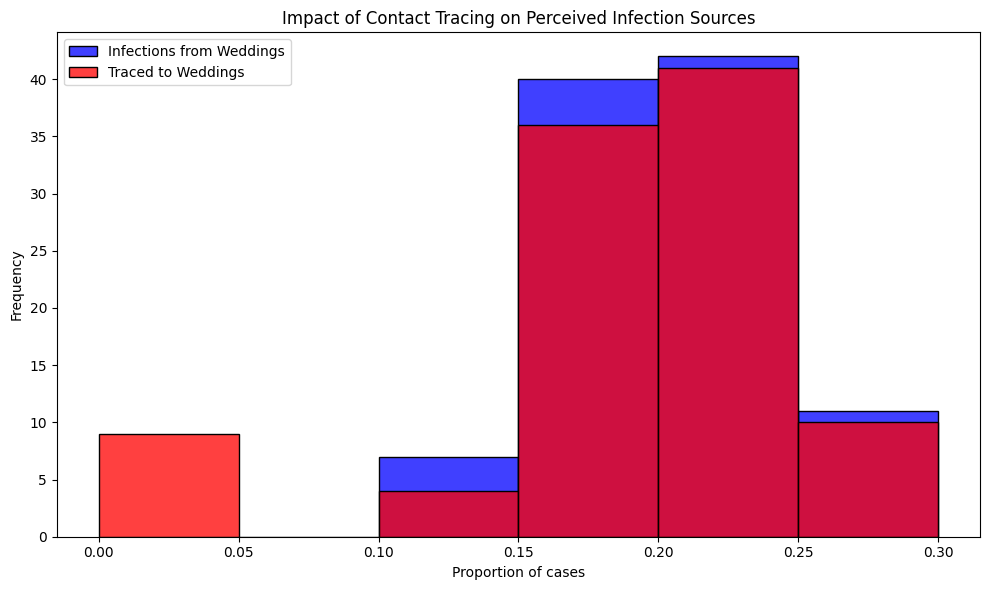 Impact of Contact Tracing on Perceived Infection Sources
Infections from Weddings
Traced to Weddings
Frequency
40
35
30
25
20
15
10
5
0
0.00 0.05 0.10 0.15 0.20 0.25 0.30
Proportion of cases